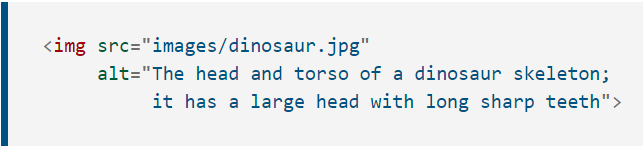 <img src="images/dinosaur.jpg"
     alt="The head and torso of a dinosaur skeleton;
          it has a large head with long sharp teeth">